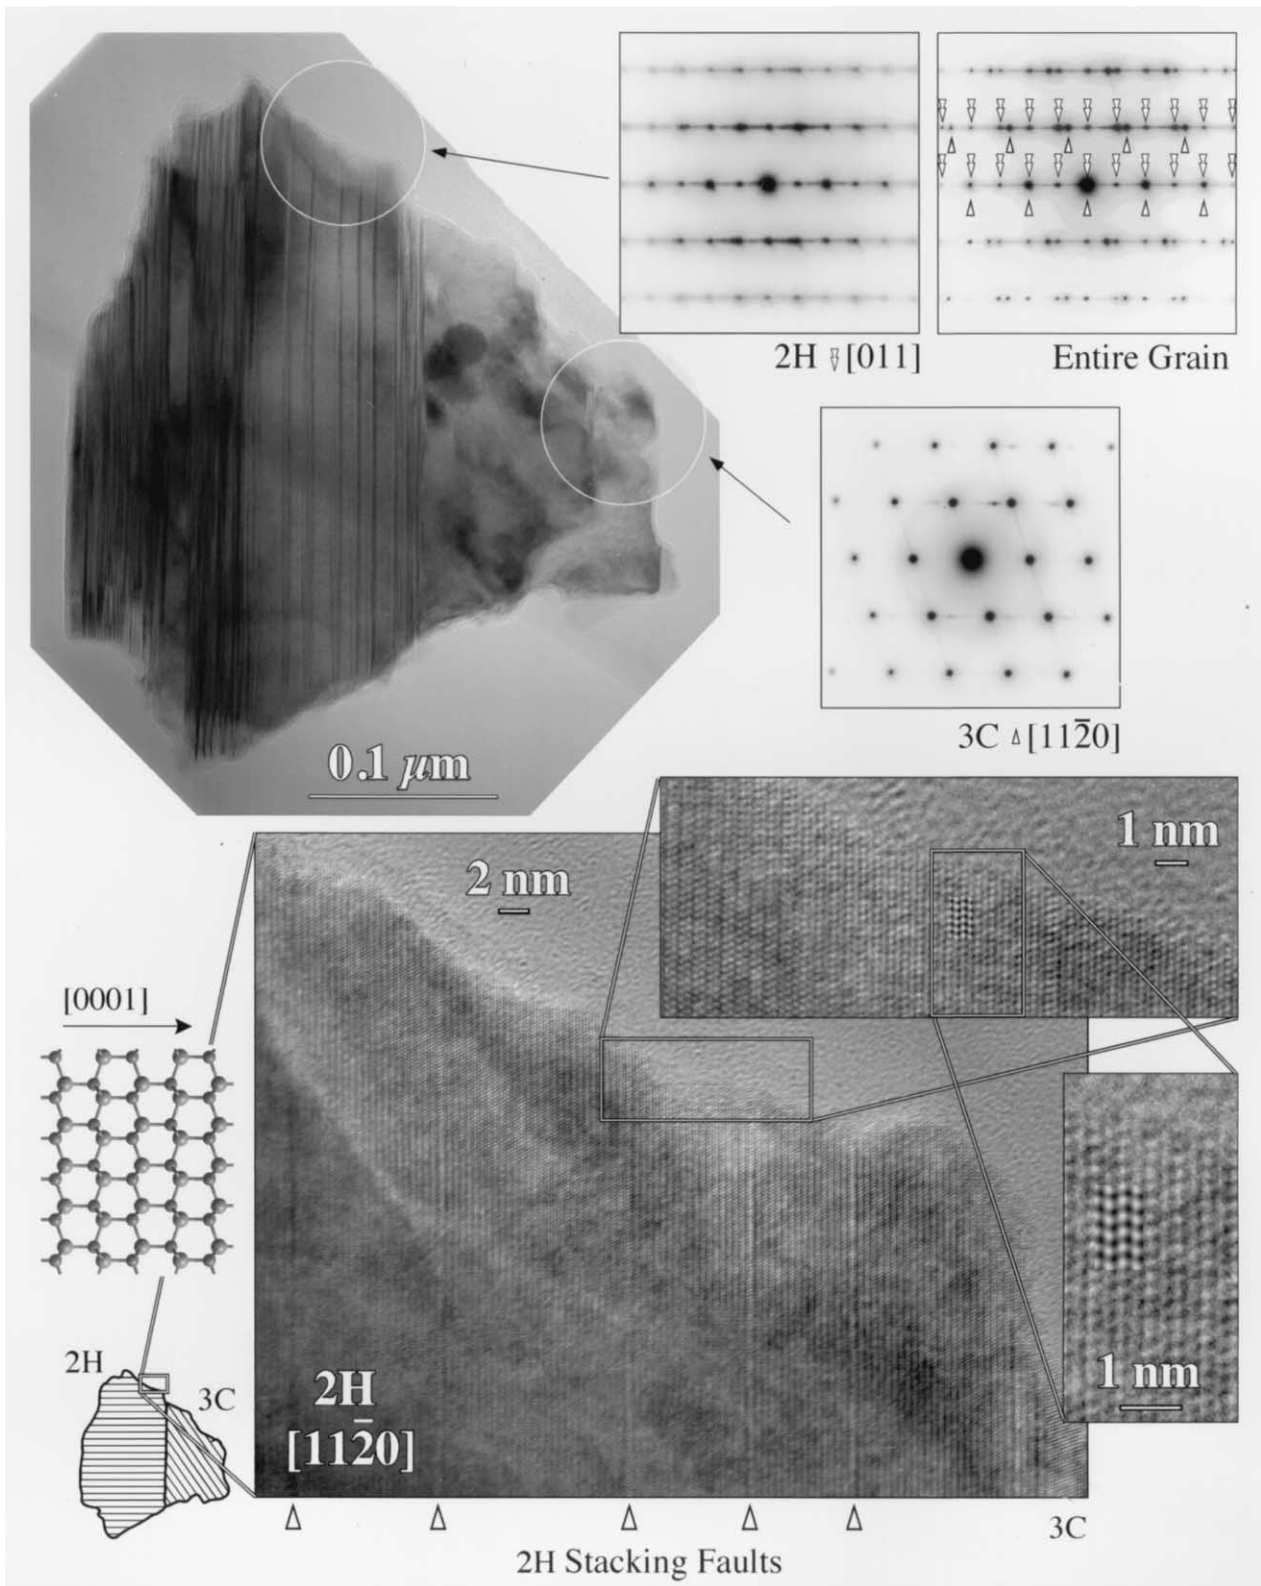 2H [011]
Entire Grain
3C [112̅0]
0.1 μm
1 nm
2 nm
[0001]
2H
3C
2H
[112̅0]
1 nm
3C
2H Stacking Faults